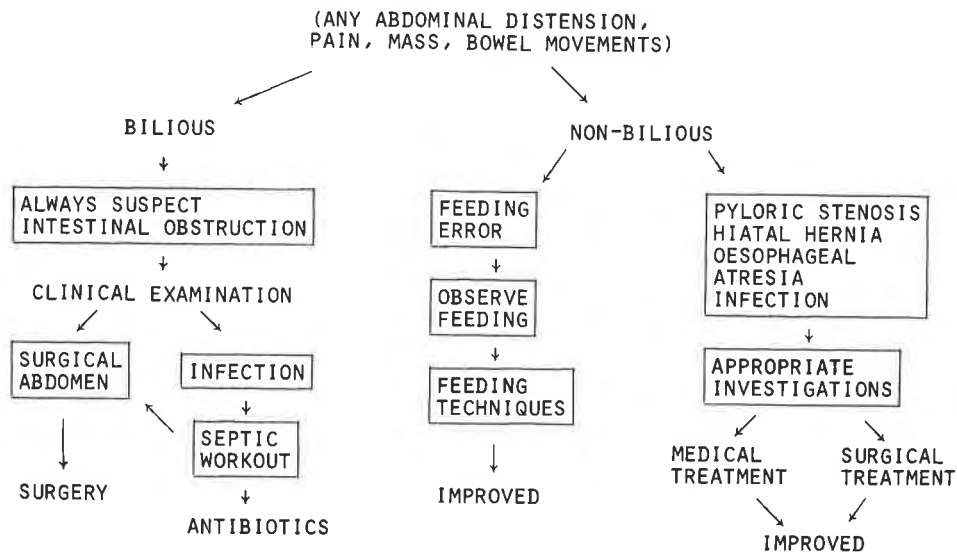 (ANY ABDOMINAL DISTENSION,
PAIN, MASS, BOWEL MOVEMENTS)
BILIOUS
ALWAYS SUSPECT
INTESTINAL OBSTRUCTION
CLINICAL EXAMINATION
SURGICAL
ABDOMEN
SURGERY
INFECTION
SEPTIC
WORKOUT
ANTIBIOTICS
NON-BILIOUS
FEEDING
ERROR
OBSERVE
FEEDING
FEEDING
TECHNIQUES
IMPROVED
PYLORIC STENOSIS
HIATAL HERNIA
OESOPHAGEAL
ATRESIA
INFECTION
APPROPRIATE
INVESTIGATIONS
MEDICAL
TREATMENT
SURGICAL
TREATMENT
IMPROVED